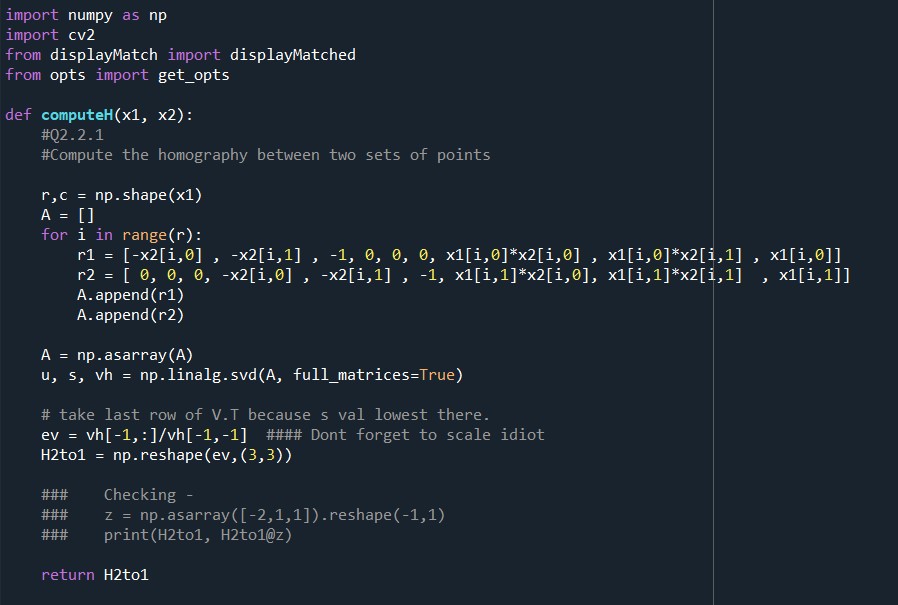 import numpy as np
import cv2
from displayMatch import displayMatched
from opts import get_opts
def computeH(x1, x2):
    #Q2.2.1
    #Compute the homography between two sets of points
    r,c = np.shape(x1)
    A = []
    for i in range(r):
        r1 = [-x2[i,0] , -x2[i,1] , -1, 0, 0, 0, x1[i,0]*x2[i,0] , x1[i,0]*x2[i,1] , x1[i,0]]
        r2 = [ 0, 0, 0, -x2[i,0] , -x2[i,1] , -1, x1[i,1]*x2[i,0], x1[i,1]*x2[i,1]  , x1[i,1]]
        A.append(r1)
        A.append(r2)
    A = np.asarray(A)
    u, s, vh = np.linalg.svd(A, full_matrices=True)
    # take last row of V.T because s val lowest there.
    ev = vh[-1,:]/vh[-1,-1]  #### Dont forget to scale idiot
    H2to1 = np.reshape(ev,(3,3))
    ###    Checking -
    ###    z = np.asarray([-2,1,1]).reshape(-1,1)
    ###    print(H2to1, H2to1@z)
    return H2to1